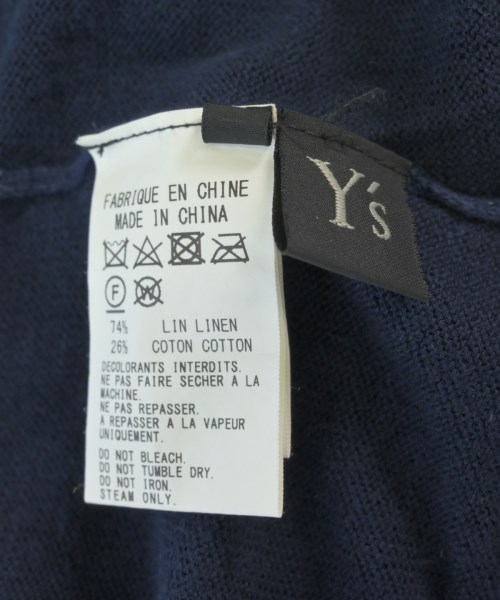 Y's
FABRIQUE EN CHINE
MADE IN CHINA
F W
74% LIN LINEN
26% COTON COTTON
DECOLORANTS INTERDITS.
NE PAS FAIRE SECHER A LA
MACHINE.
NE PAS REPASSER.
A REPASSER A LA VAPEUR
UNIQUEMENT.
DO NOT BLEACH.
DO NOT TUMBLE DRY.
DO NOT IRON.
STEAM ONLY.